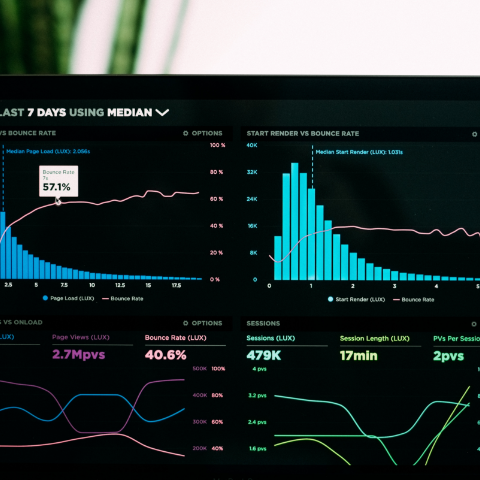 LAST 7 DAYS USING MEDIAN
VS BOUNCE RATE
OPTIONS
Median Page Load (LUX): 2.056s
Bounce Rate
7s
57.1%
100 %
80 %
60 %
40 %
20 %
0 %
2.5 5 7.5 10 12.5 15 17.5
Page Load (LUX) Bounce Rate
START RENDER VS BOUNCE RATE
Median Start Render (LUX): 1.031s
40K
32K
24K
16K
8K
0
0 1 2 3 4 5
Start Render (LUX) Bounce Rate
VS ONLOAD
OPTIONS
(LUX)
Page Views (LUX)
2.7Mpvs
Bounce Rate (LUX)
40.6%
500K 100%
400K 80%
300K 60%
200K 40%
SESSIONS
Sessions (LUX)
479K
Session Length (LUX)
17min
PVs Per Session
2pvs
4 pvs
3.2 pvs
2.4 pvs
1.6 pvs